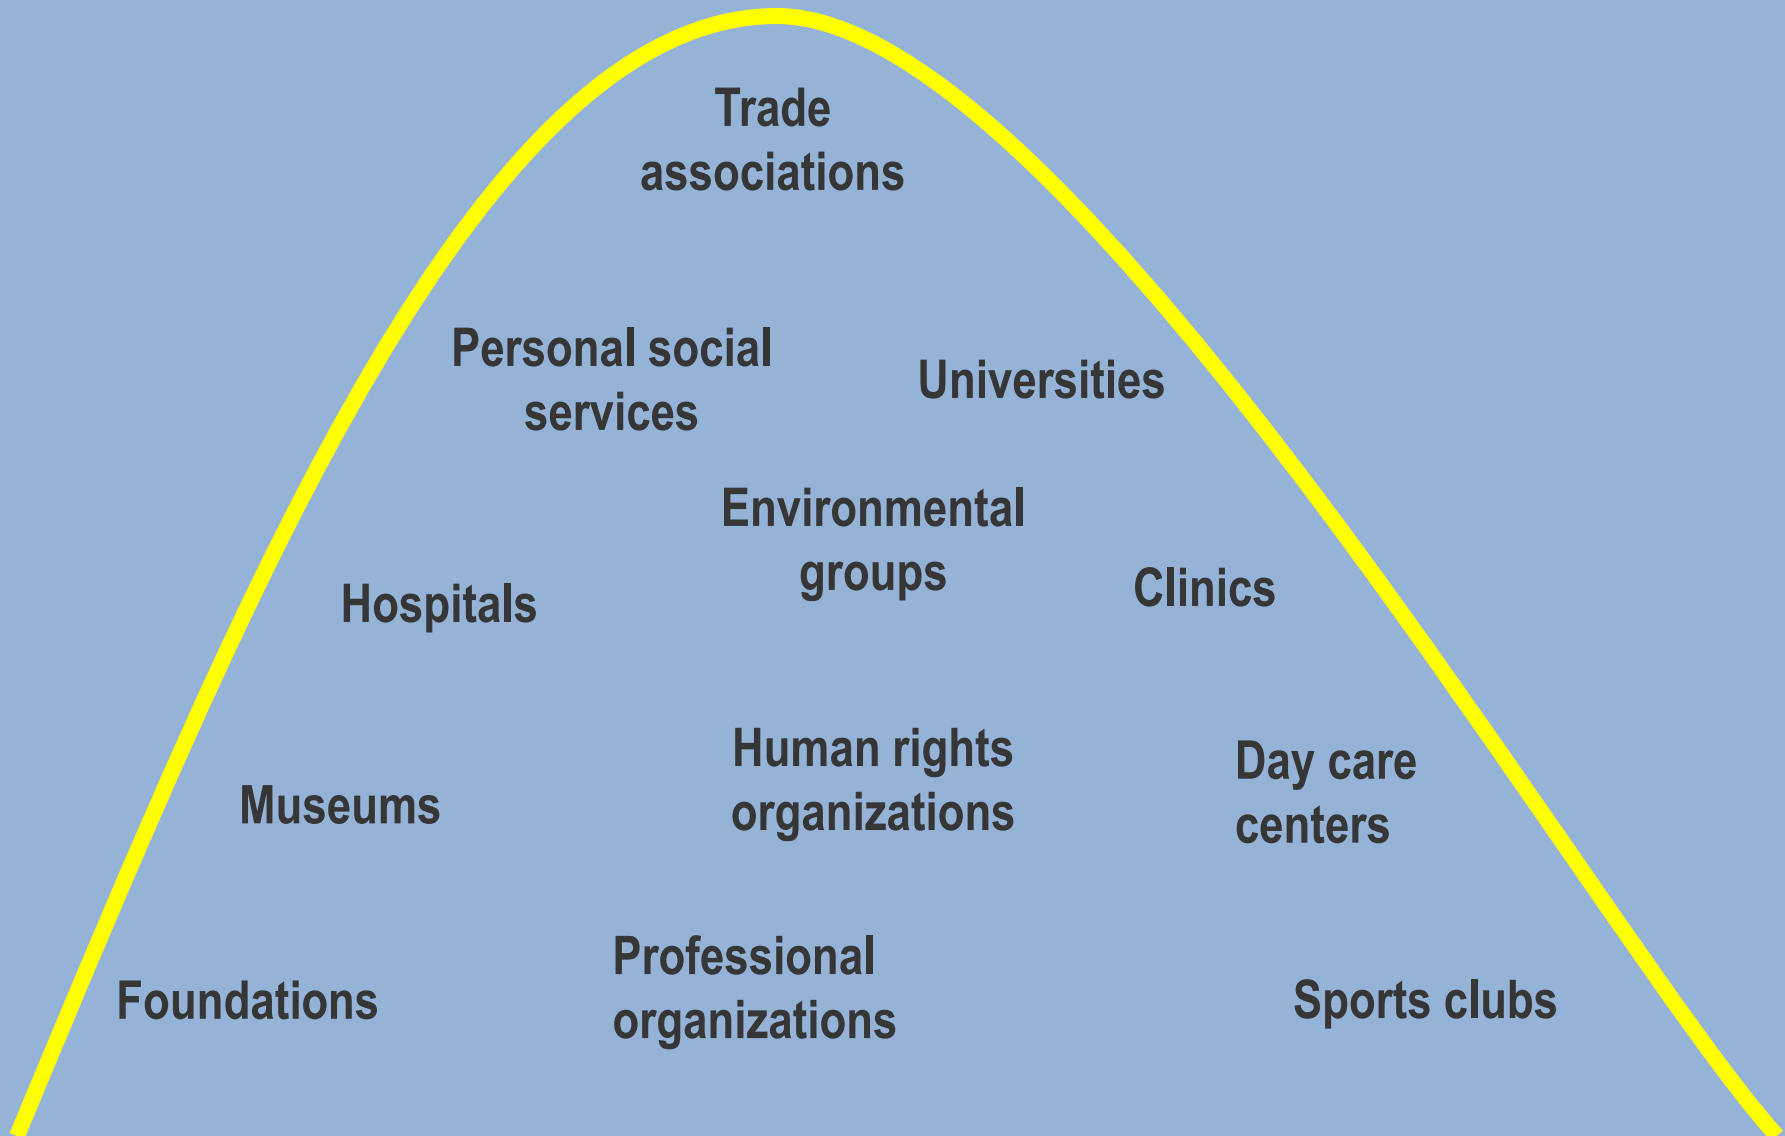 Trade
associations
Personal social
services
Universities
Environmental
groups
Hospitals
Clinics
Human rights
organizations
Day care
centers
Museums
Professional
organizations
Foundations
Sports clubs